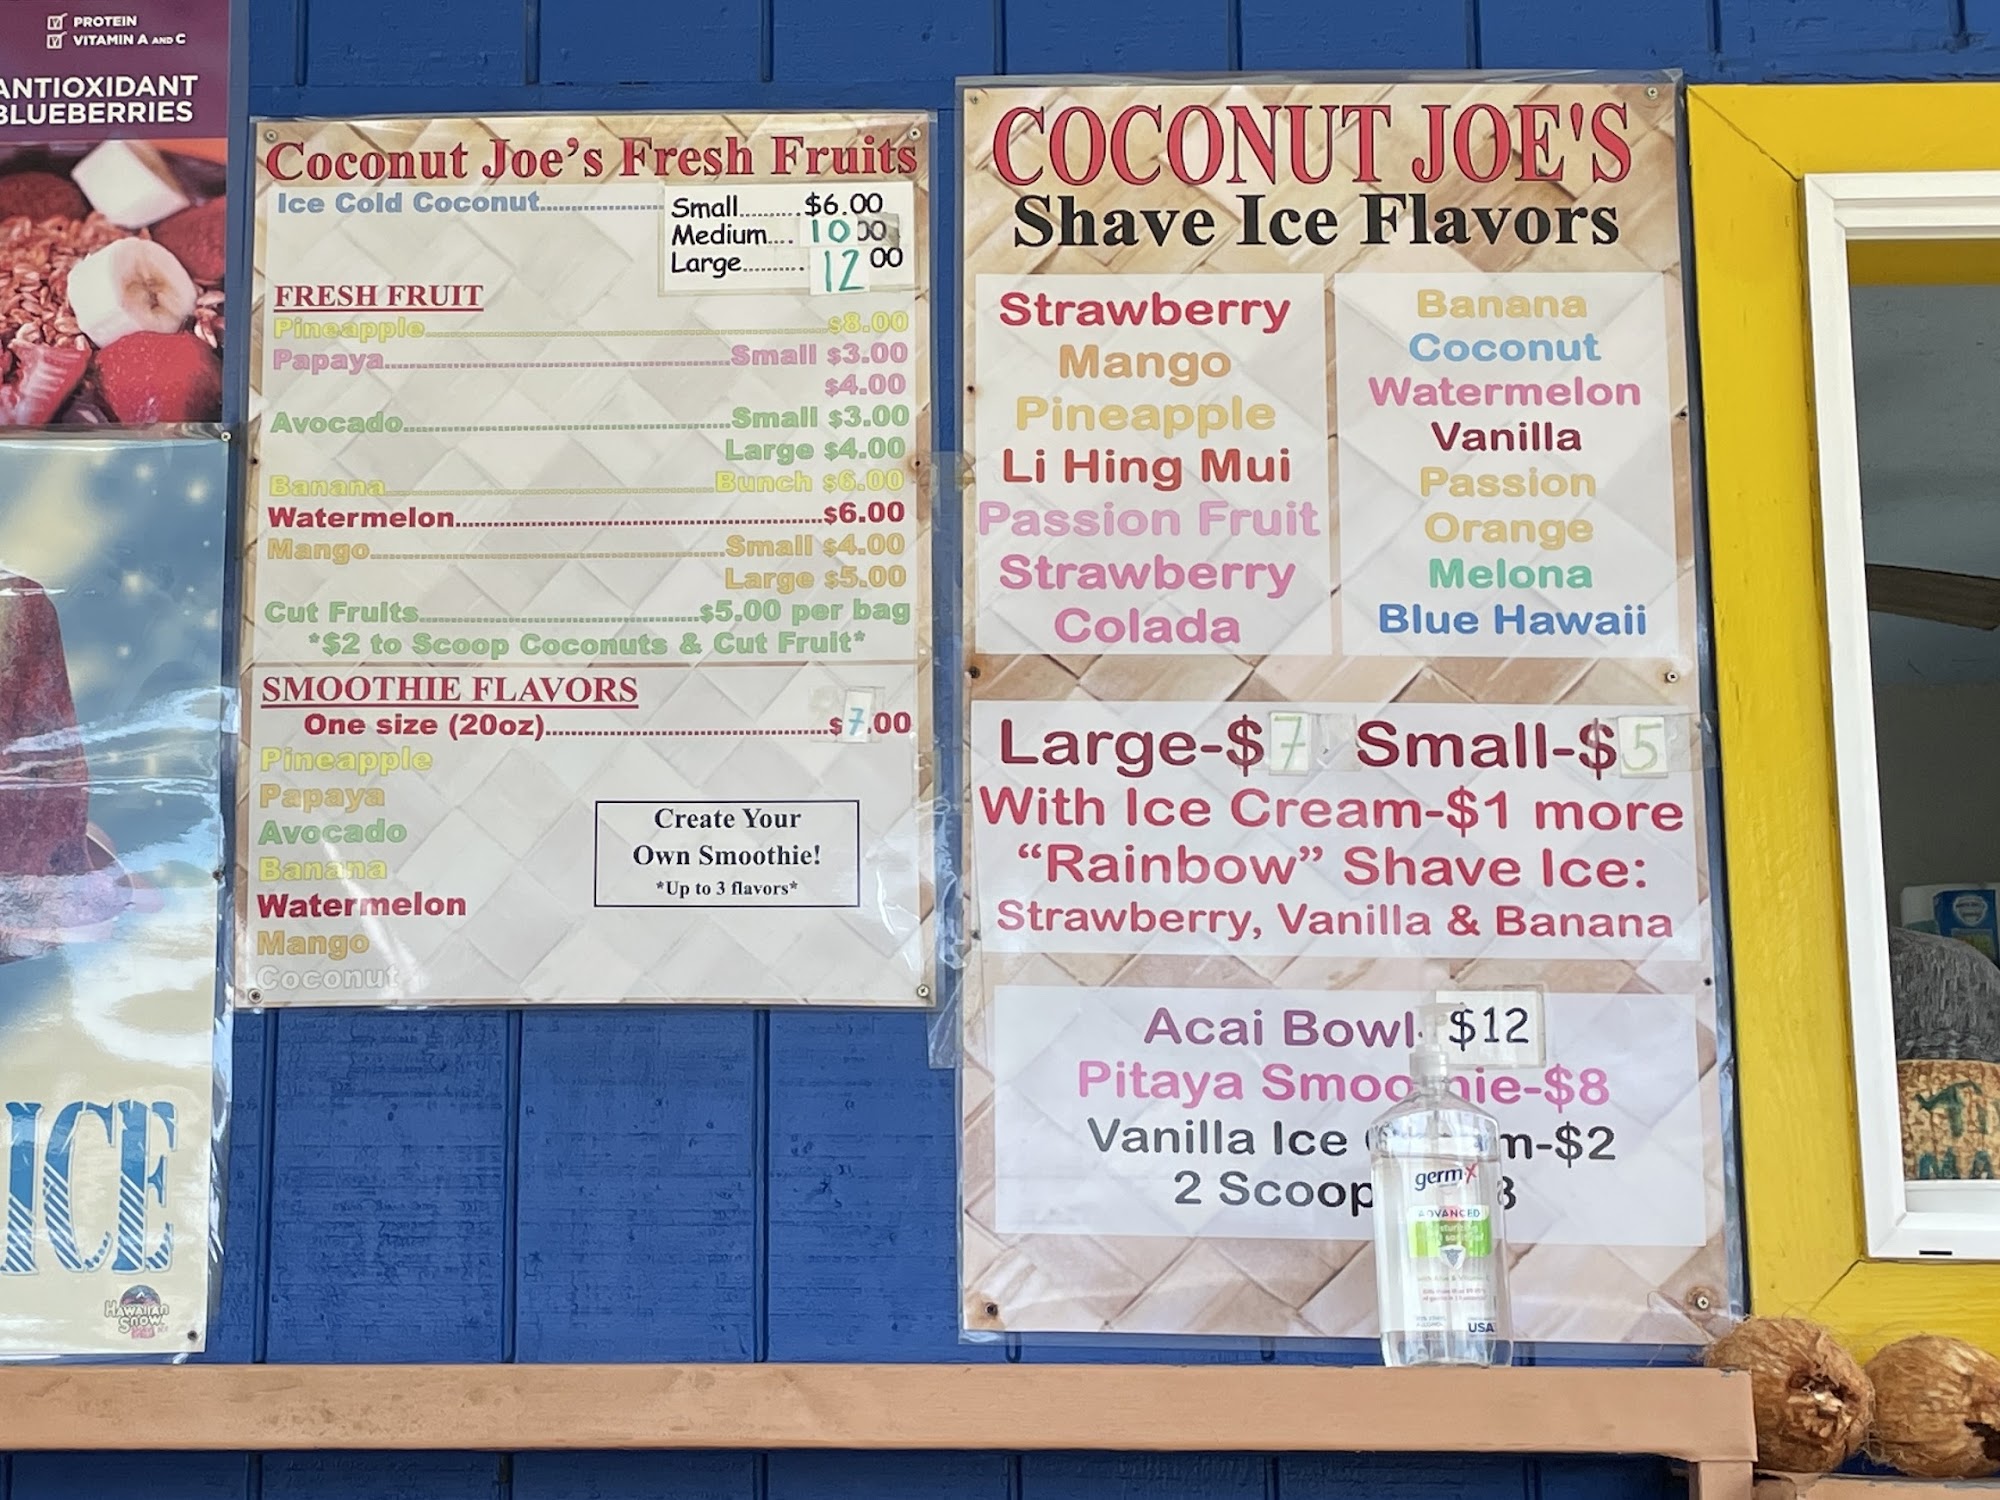 PROTEIN
VITAMIN A AND C
ANTIOXIDANT
BLUEBERRIES
ICE
HAWAIIAN
SNOW
Coconut Joe's Fresh Fruits
Ice Cold Coconut.................... Small..........$6.00
Medium.... 10 00
Large.......... 12 00
FRESH FRUIT
Pineapple..........................................................$8.00
Papaya..................................................Small $3.00
$4.00
Avocado................................................Small $3.00
Large $4.00
Banana................................................Bunch $6.00
Watermelon.....................................................$6.00
Mango...................................................Small $4.00
Large $5.00
Cut Fruits.........................................$5.00 per bag
*$2 to Scoop Coconuts & Cut Fruit*
SMOOTHIE FLAVORS
One size (20oz)..........................................$7.00
Pineapple
Papaya
Avocado
Banana
Watermelon
Mango
Coconut
Create Your
Own Smoothie!
*Up to 3 flavors*
COCONUT JOE'S
Shave Ice Flavors
Strawberry
Mango
Pineapple
Li Hing Mui
Passion Fruit
Strawberry
Colada
Banana
Coconut
Watermelon
Vanilla
Passion
Orange
Melona
Blue Hawaii
Large-$7 Small-$5
With Ice Cream-$1 more
“Rainbow” Shave Ice:
Strawberry, Vanilla & Banana
Acai Bowl- $12
Pitaya Smoothie-$8
Vanilla Ice Cream-$2
2 Scoop 3
germ-x
ADVANCED
USA